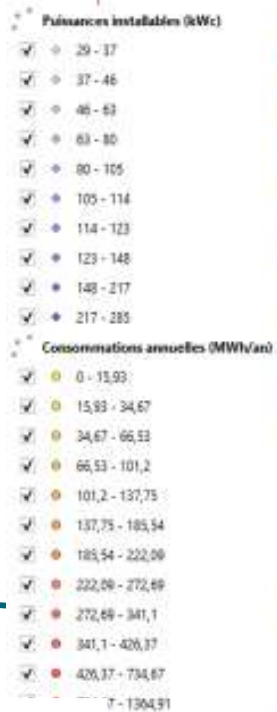 Puissances installables (kWc)
29 - 37
37 - 46
46 - 63
63 - 80
80 - 105
105 - 114
114 - 123
123 - 148
148 - 217
217 - 285
Consommations annuelles (MWh/an)
0 - 15,93
15,93 - 34,67
34,67 - 66,53
66,53 - 101,2
101,2 - 137,75
137,75 - 185,54
185,54 - 222,09
222,09 - 272,69
272,69 - 341,1
341,1 - 426,37
426,37 - 734,67
7 - 1364,91